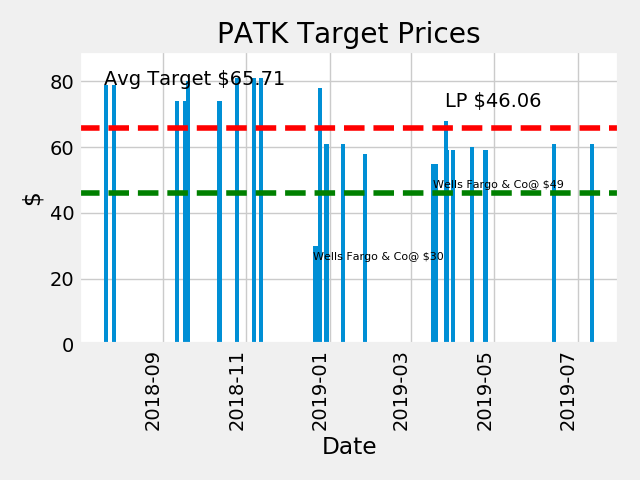 PATK Target Prices
Avg Target $65.71
LP $46.06
Wells Fargo & Co@ $49
Wells Fargo & Co@ $30
$
80
60
40
20
0
2018-09
2018-11
2019-01
2019-03
2019-05
2019-07
Date